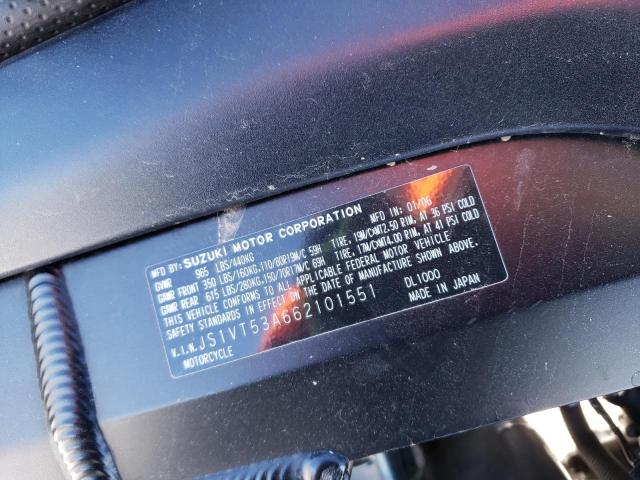 MFD BY: SUZUKI MOTOR CORPORATION MFD IN: 01/06
GVWR 965 LBS/440KG
GAWR FRONT 350 LBS/160KG,110/80R19M/C 59H TIRE, 19M/C×MT2.50 RIM, AT 36 PSI COLD
GAWR REAR 615 LBS/280KG,150/70R17M/C 69H TIRE, 17M/C×MT4.00 RIM, AT 41 PSI COLD
THIS VEHICLE CONFORMS TO ALL APPLICABLE FEDERAL MOTOR VEHICLE
SAFETY STANDARDS IN EFFECT ON THE DATE OF MANUFACTURE SHOWN ABOVE.
V.I.N. JS1VT53A662101551 DL1000
MOTORCYCLE MADE IN JAPAN